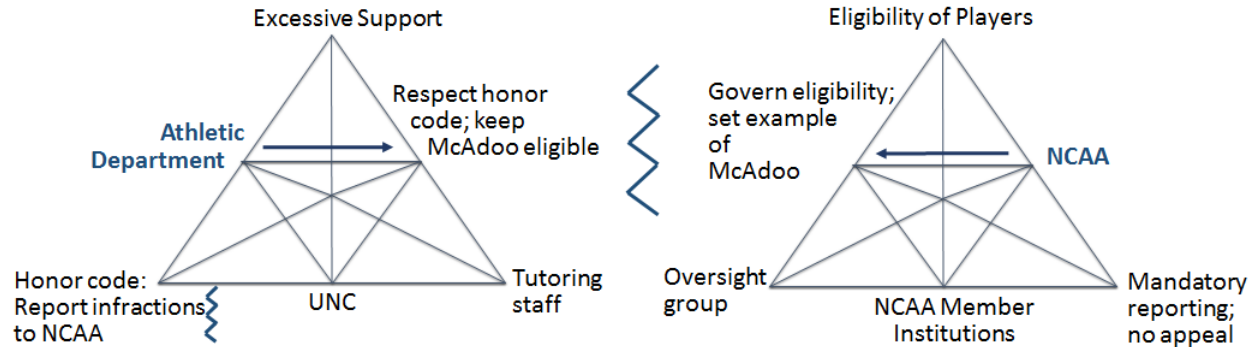 Excessive Support
Athletic
Department
Respect honor
code; keep
McAdoo eligible
Honor code:
Report infractions
to NCAA
UNC
Tutoring
staff
Eligibility of Players
Govern eligibility;
set example
of
McAdoo
NCAA
Oversight
group
NCAA Member
Institutions
Mandatory
reporting;
no appeal